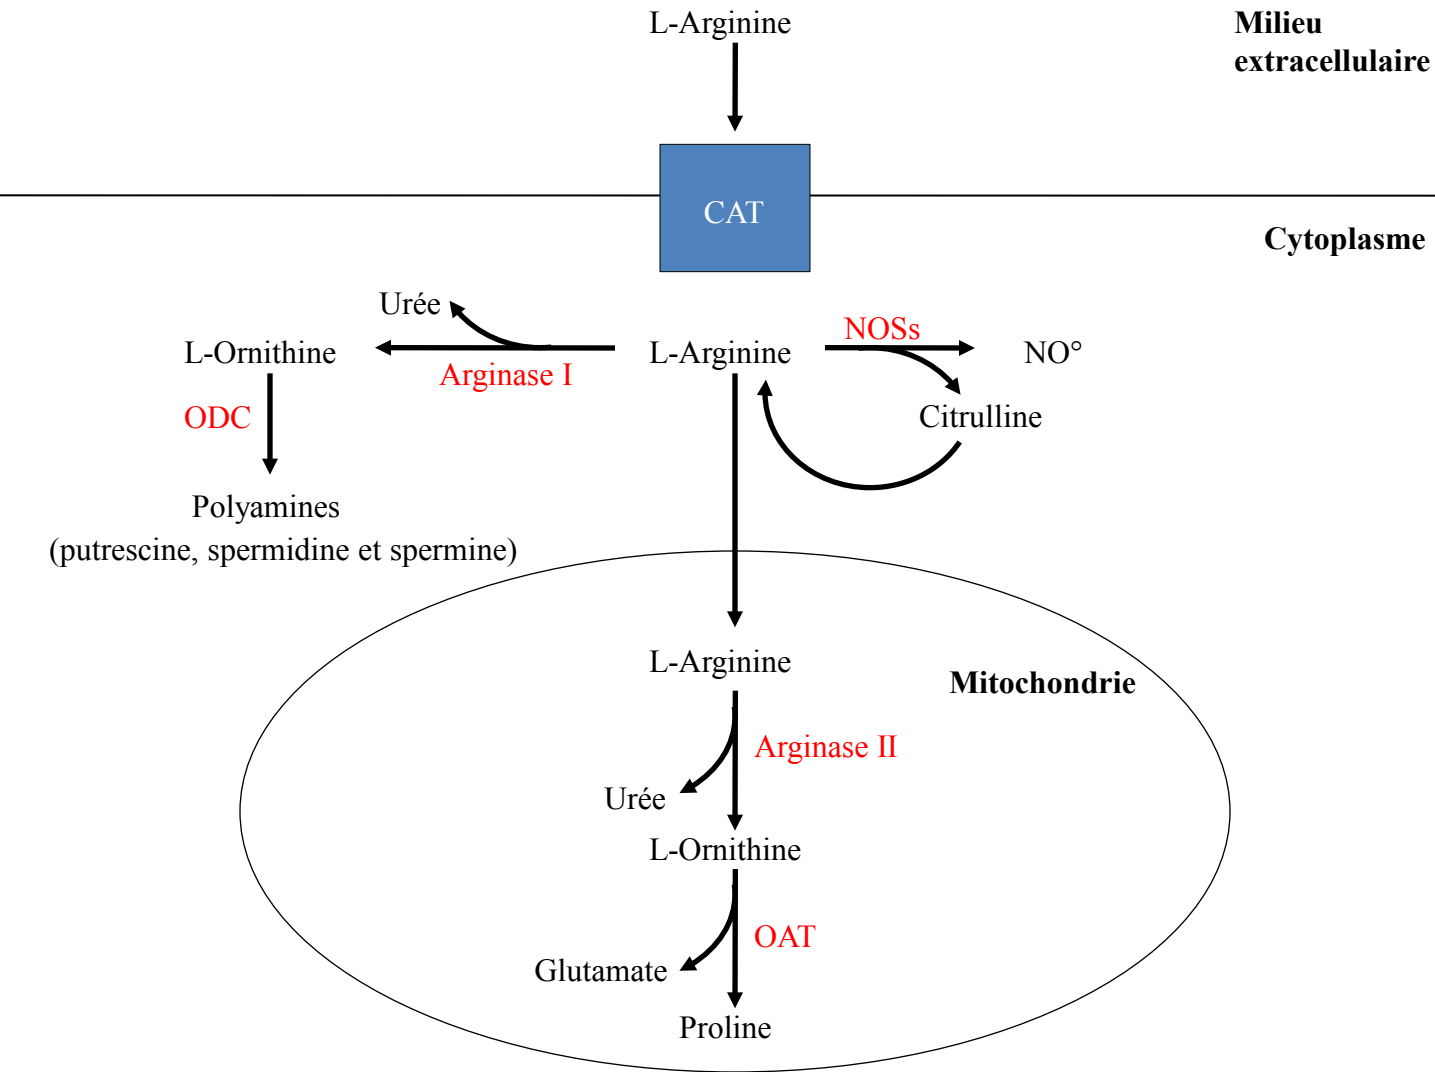 L-Arginine
Milieu
extracellulaire
CAT
Cytoplasme
Urée
NOSs
L-Ornithine
L-Arginine
NO°
Arginase I
ODC
Citrulline
Polyamines
(putrescine, spermidine et spermine)
L-Arginine
Mitochondrie
Arginase II
Urée
L-Ornithine
OAT
Glutamate
Proline